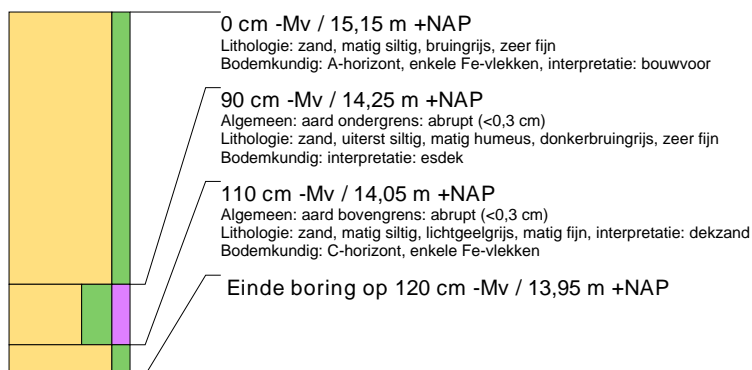 0 cm -Mv / 15,15 m +NAP
Lithologie: zand, matig siltig, bruingrijs, zeer fijn
Bodemkundig: A-horizont, enkele Fe-vlekken, interpretatie: bouwvoor
90 cm -Mv / 14,25 m +NAP
Algemeen: aard ondergrens: abrupt (<0,3 cm)
Lithologie: zand, uiterst siltig, matig humeus, donkerbruingrijs, zeer fijn
Bodemkundig: interpretatie: esdek
110 cm -Mv / 14,05 m +NAP
Algemeen: aard bovengrens: abrupt (<0,3 cm)
Lithologie: zand, matig siltig, lichtgeelgrijs, matig fijn, interpretatie: dekzand
Bodemkundig: C-horizont, enkele Fe-vlekken
Einde boring op 120 cm -Mv / 13,95 m +NAP